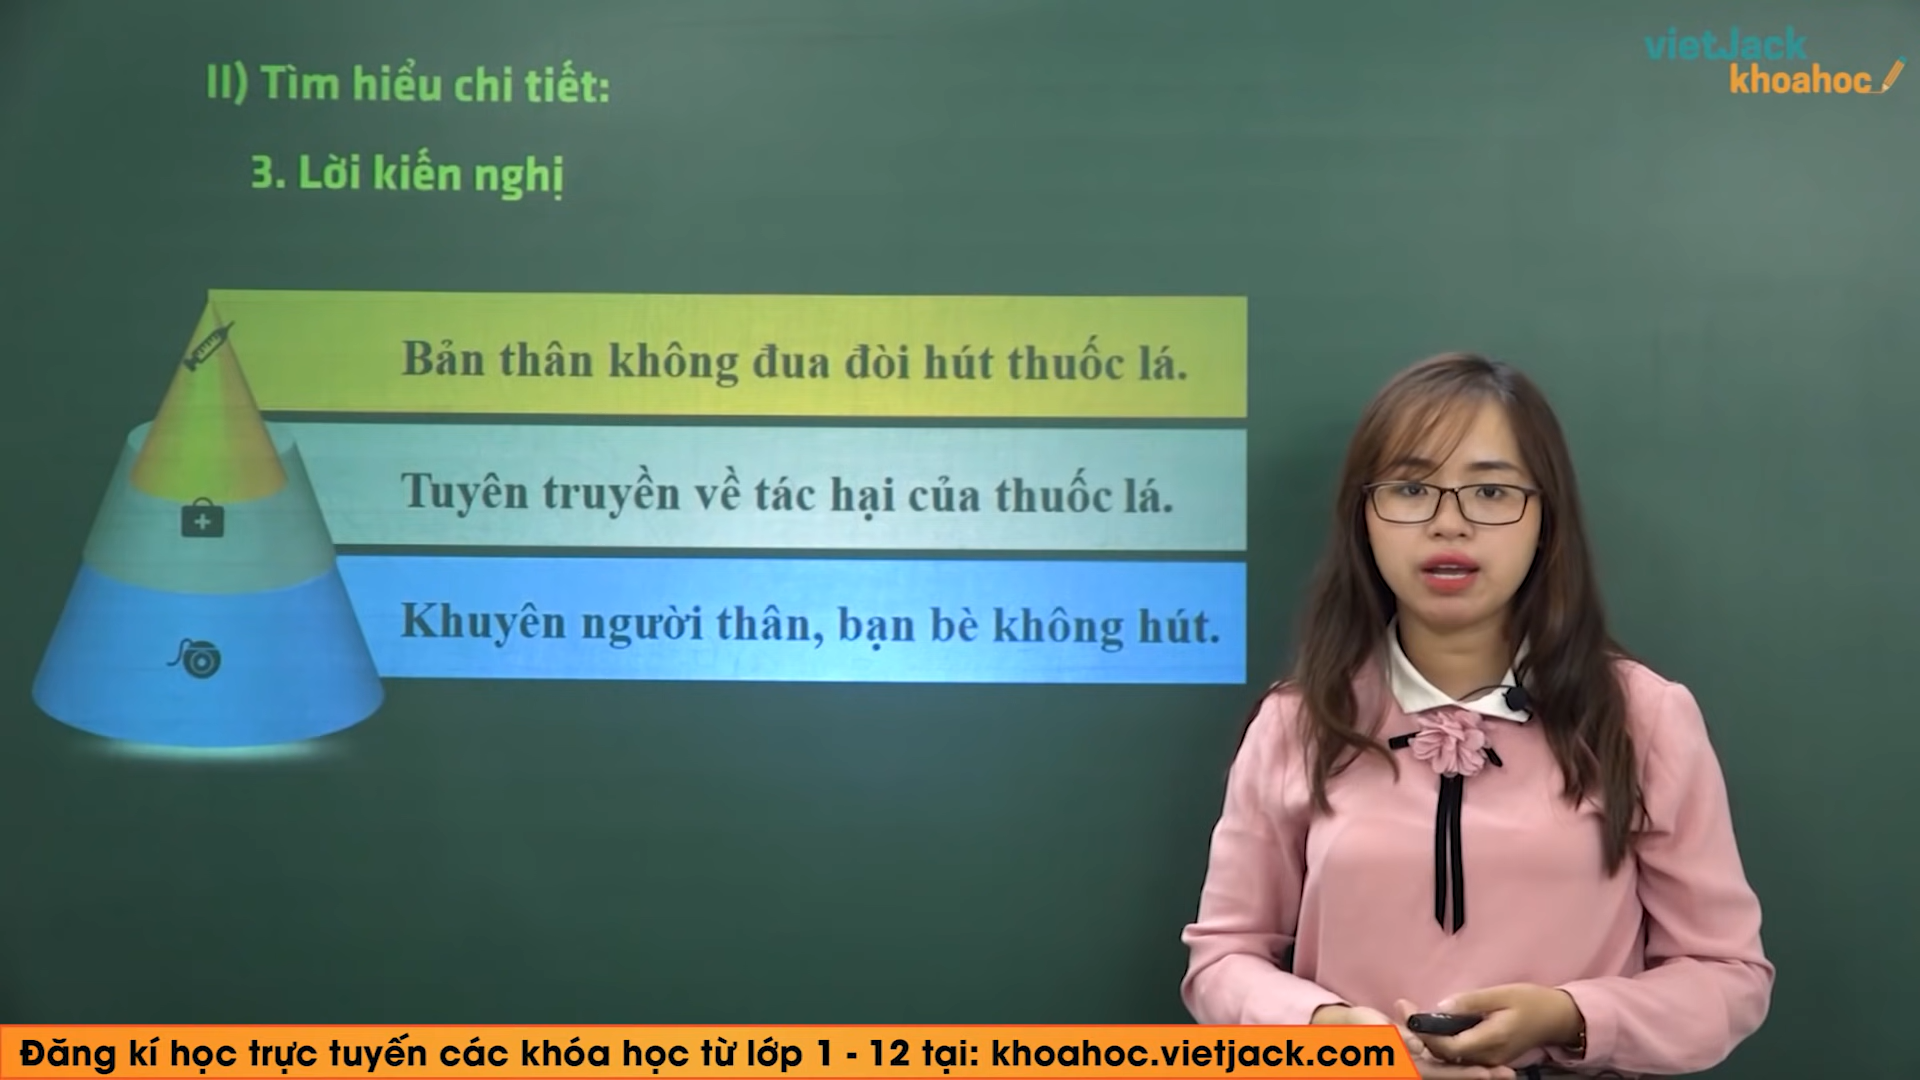 vietJack
khoahoc
II) Tìm hiểu chi tiết:
3. Lời kiến nghị
Bản thân không đua đòi hút thuốc lá.
Tuyên truyền về tác hại của thuốc lá.
Khuyên người thân, bạn bè không hút.
Đăng kí học trực tuyến các khóa học từ lớp 1 - 12 tại: khoahoc.vietjack.com